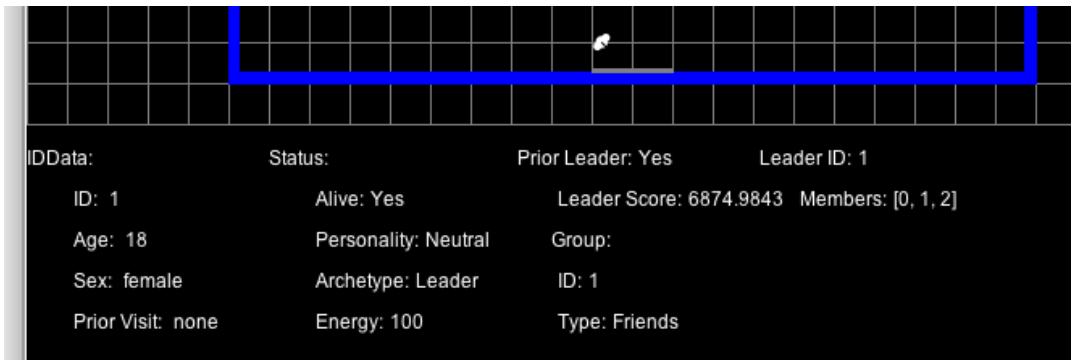 IDData: Status: Prior Leader: Yes Leader ID: 1
ID: 1 Alive: Yes Leader Score: 6874.9843 Members: [0, 1, 2]
Age: 18 Personality: Neutral Group:
Sex: female Archetype: Leader ID: 1
Prior Visit: none Energy: 100 Type: Friends